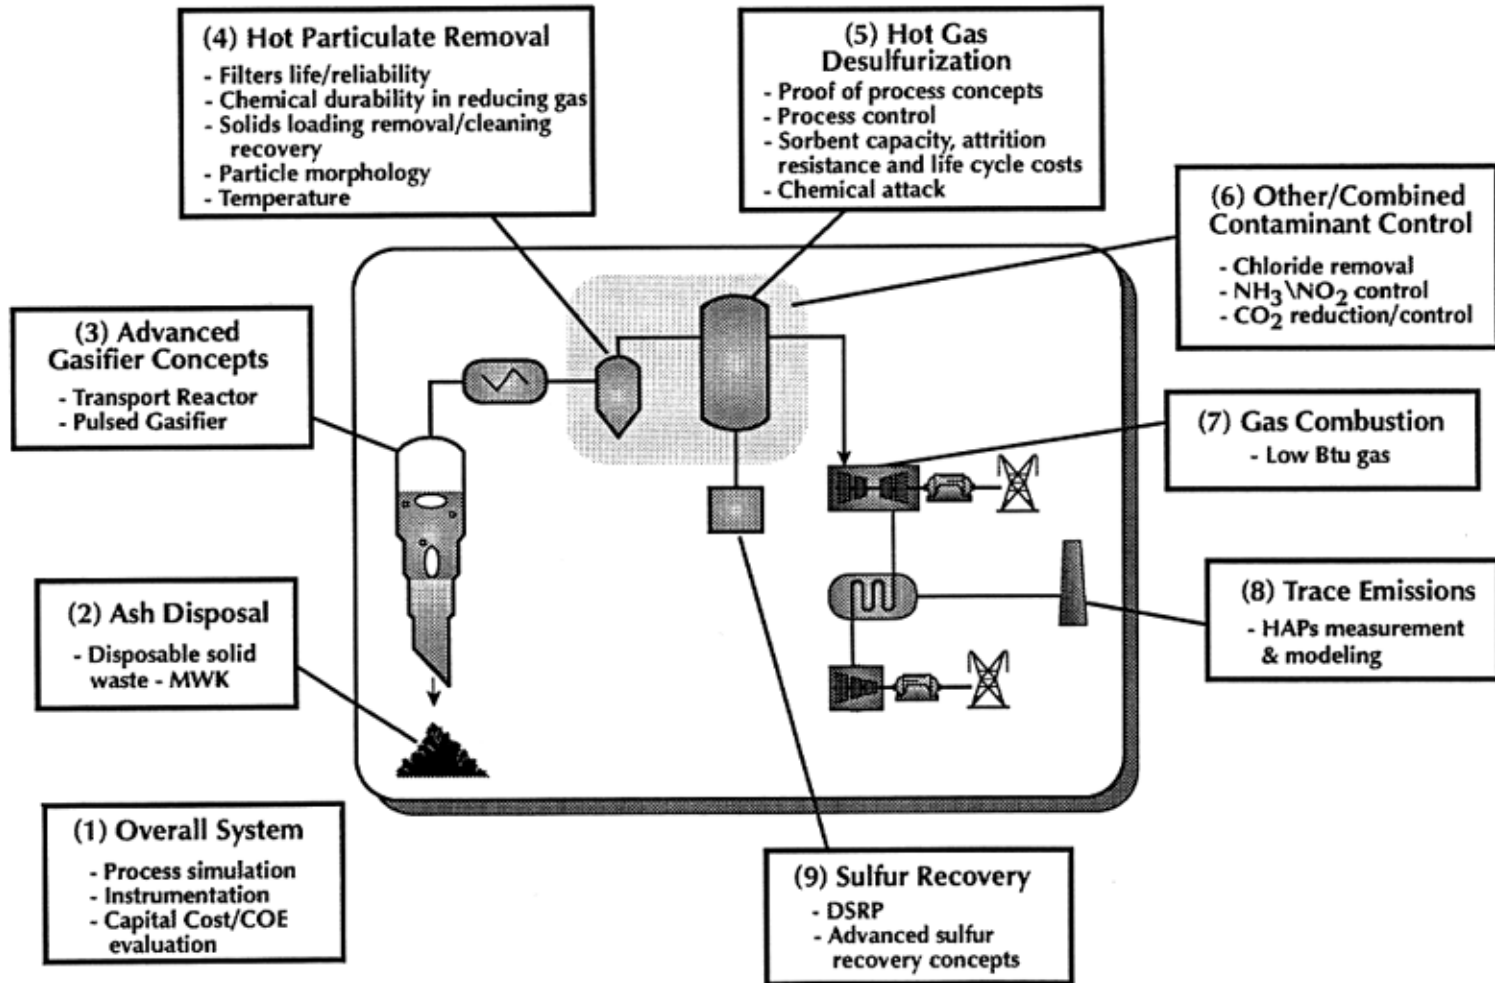 (4) Hot Particulate Removal
- Filters life/reliability
- Chemical durability in reducing gas
- Solids loading removal/cleaning
recovery
- Particle morphology
- Temperature
(5) Hot Gas
Desulfurization
- Proof of process concepts
- Process control
- Sorbent capacity, attrition
resistance and life cycle costs
- Chemical attack
(6) Other/Combined
Contaminant Control
- Chloride removal
- NH3\NO2 control
- CO2 reduction/control
(3) Advanced
Gasifier Concepts
- Transport Reactor
- Pulsed Gasifier
(7) Gas Combustion
- Low Btu gas
(2) Ash Disposal
- Disposable solid
waste - MWK
(8) Trace Emissions
- HAPs measurement
& modeling
(1) Overall System
- Process simulation
- Instrumentation
- Capital Cost/COE
evaluation
(9) Sulfur Recovery
- DSRP
- Advanced sulfur
recovery concepts